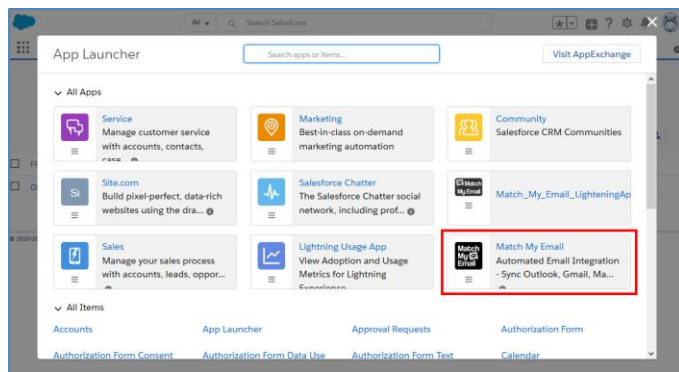 All
Search Salesforce
App Launcher
Search apps or items...
Visit AppExchange
All Apps
Service
Manage customer service
with accounts, contacts,
case...
Marketing
Best-in-class on-demand
marketing automation
Community
Salesforce CRM Communities
Si
Site.com
Build pixel-perfect, data-rich
websites using the dra...
Salesforce Chatter
The Salesforce Chatter social
network, including prof...
Match
My Email
Match_My_Email_LighteningAp
Sales
Manage your sales process
with accounts, leads, oppor...
Lightning Usage App
View Adoption and Usage
Metrics for Lightning
Experience
Match
My
Email
Match My Email
Automated Email Integration
- Sync Outlook, Gmail, Ma...
All Items
Accounts
App Launcher
Approval Requests
Authorization Form
Authorization Form Consent
Authorization Form Data Use
Authorization Form Text
Calendar